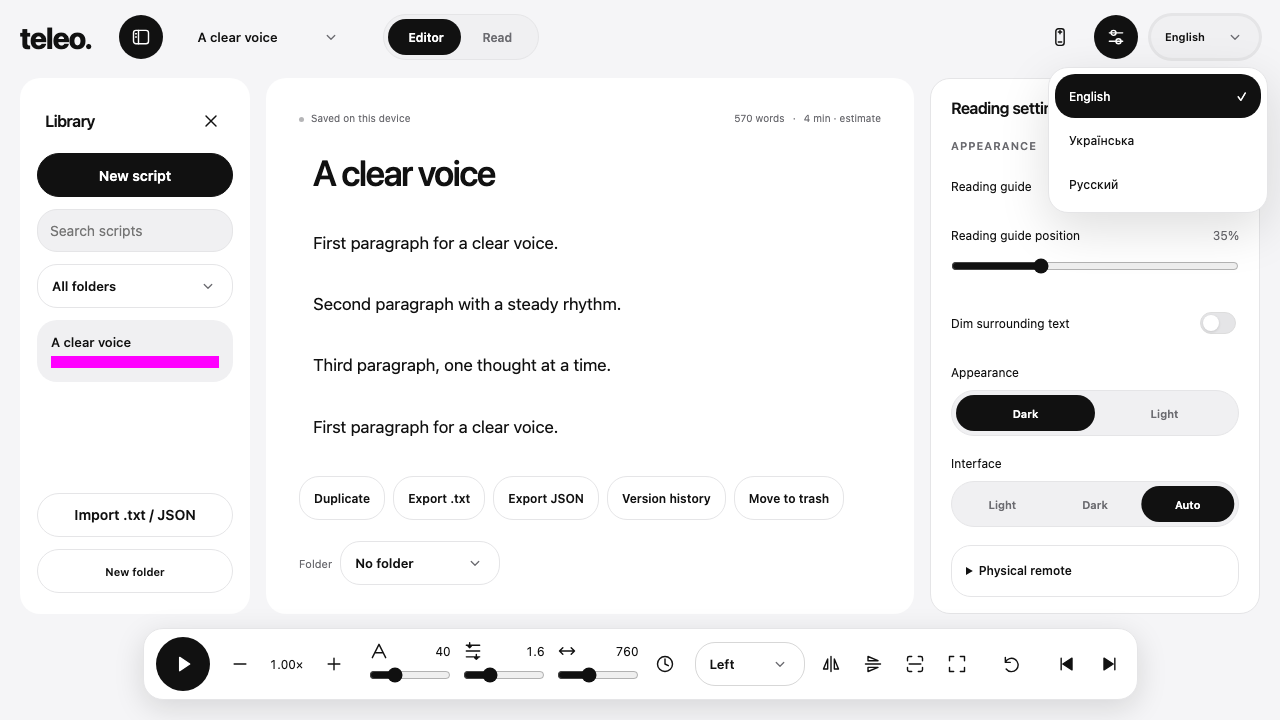 teleo.
A clear voice
Editor
Read
English
English
Українська
Русский
Library
New script
Search scripts
All folders
A clear voice
Import .txt / JSON
New folder
Saved on this device
570 words · 4 min · estimate
A clear voice
First paragraph for a clear voice.
Second paragraph with a steady rhythm.
Third paragraph, one thought at a time.
First paragraph for a clear voice.
Duplicate
Export .txt
Export JSON
Version history
Move to trash
Folder
No folder
Reading
APPEARANCE
Reading guide
Reading guide position
35%
Dim surrounding text
Appearance
Dark
Light
Interface
Light
Dark
Auto
Physical remote
1.00×
40
1.6
760
Left